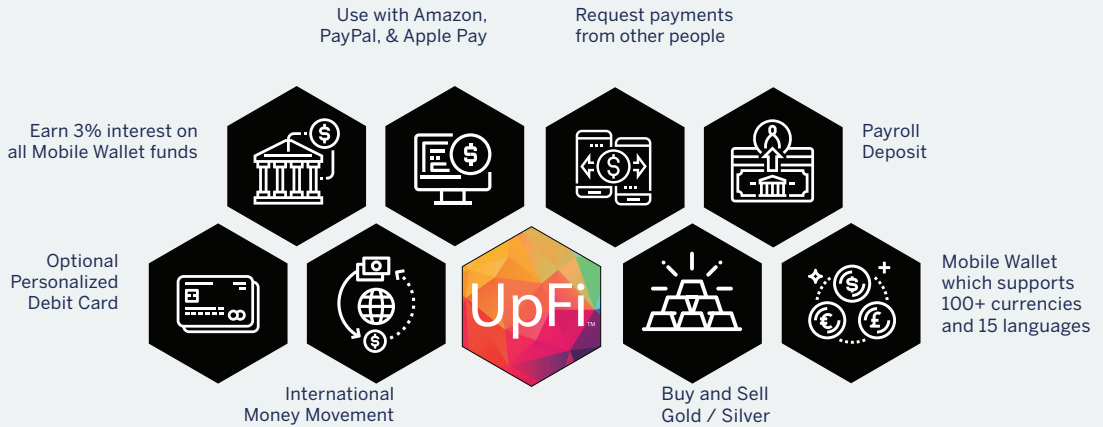 Use with Amazon,
PayPal, & Apple Pay
Request payments
from other people
Earn 3% interest on
all Mobile Wallet funds
Payroll
Deposit
Optional
Personalized
Debit Card
UpFi™
Mobile Wallet
which supports
100+ currencies
and 15 languages
International
Money Movement
Buy and Sell
Gold / Silver